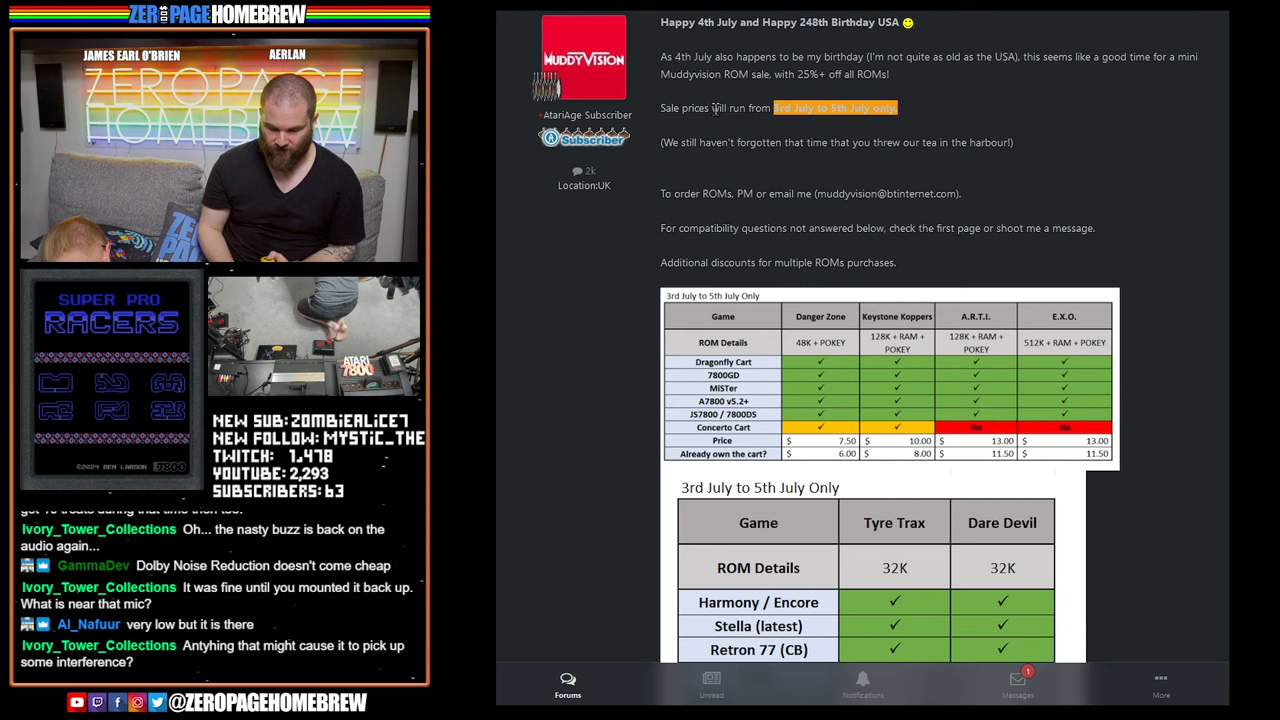 ZEROPAGE HOMEBREW
JAMES EARL O'BRIEN
AERLAN
ZEROPAGE
HOMEBREW
SUPER PRO
RACERS
©2024 BEN LARSON
7800
ATARI
7800
NEW SUB: ZOMBIEALICE7
NEW FOLLOW: MYSTIC_THE
TWITCH: 1,478
YOUTUBE: 2,293
SUBSCRIBERS: 63
Ivory_Tower_Collections Oh... the nasty buzz is back on the
audio again...
GammaDev Dolby Noise Reduction doesn't come cheap
Ivory_Tower_Collections It was fine until you mounted it back up.
What is near that mic?
Al_Nafuur very low but it is there
Ivory_Tower_Collections Antyhing that might cause it to pick up
some interference?
@ZEROPAGEHOMEBREW
MUDDYVISION
+AtariAge Subscriber
Subscriber
2k
Location:UK
Happy 4th July and Happy 248th Birthday USA
As 4th July also happens to be my birthday (I'm not quite as old as the USA), this seems like a good time for a mini
Muddyvision ROM sale, with 25%+ off all ROMs!
Sale prices will run from 3rd July to 5th July only.
(We still haven't forgotten that time that you threw our tea in the harbour!)
To order ROMs, PM or email me (muddyvision@btinternet.com).
For compatibility questions not answered below, check the first page or shoot me a message.
Additional discounts for multiple ROMs purchases.
3rd July to 5th July Only
Game Danger Zone Keystone Koppers A.R.T.I. E.X.O.
ROM Details 48K + POKEY 128K + RAM + POKEY 128K + RAM + POKEY 512K + RAM + POKEY
Dragonfly Cart ✓ ✓ ✓ ✓
7800GD ✓ ✓ ✓ ✓
MiSTer ✓ ✓ ✓ ✓
A7800 v5.2+ ✓ ✓ ✓ ✓
JS7800 / 7800DS ✓ ✓ ✓ ✓
Concerto Cart ✓ ✓ No No
Price $ 7.50 $ 10.00 $ 13.00 $ 13.00
Already own the cart? $ 6.00 $ 8.00 $ 11.50 $ 11.50
3rd July to 5th July Only
Game Tyre Trax Dare Devil
ROM Details 32K 32K
Harmony / Encore ✓ ✓
Stella (latest) ✓ ✓
Retron 77 (CB) ✓ ✓
Forums Unread Notifications 1 Messages More